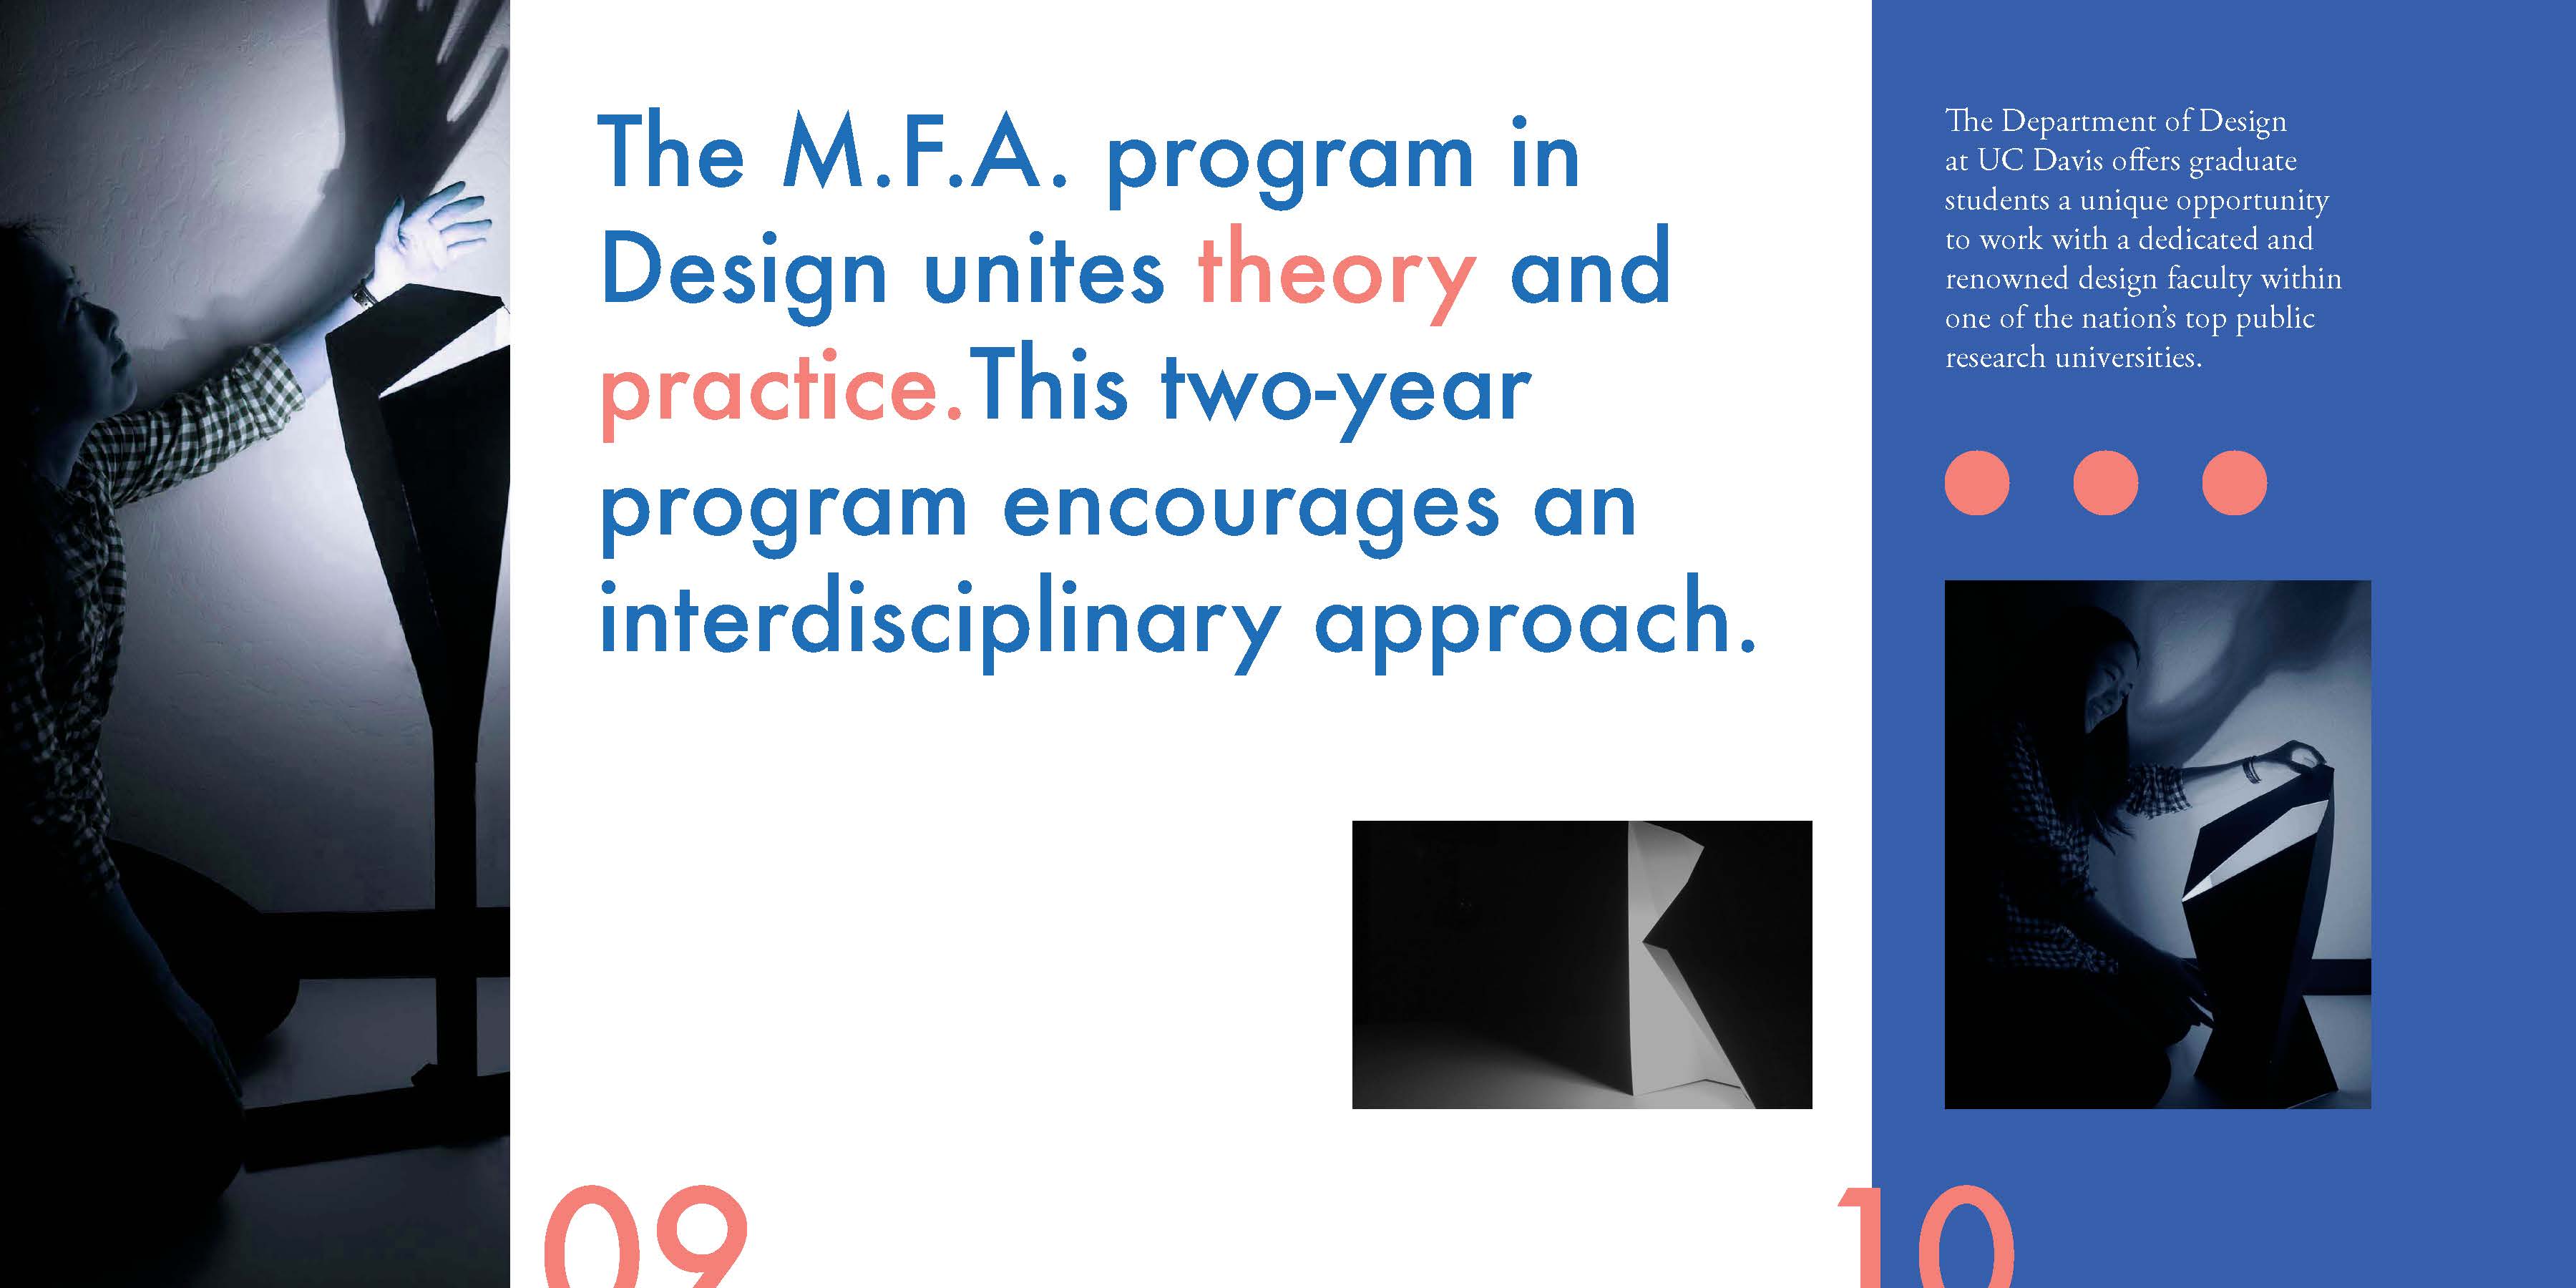 The M.F.A. program in
Design unites theory and
practice.This two-year
program encourages an
interdisciplinary approach.
The Department of Design
at UC Davis offers graduate
students a unique opportunity
to work with a dedicated and
renowned design faculty within
one of the nation’s top public
research universities.
09
10